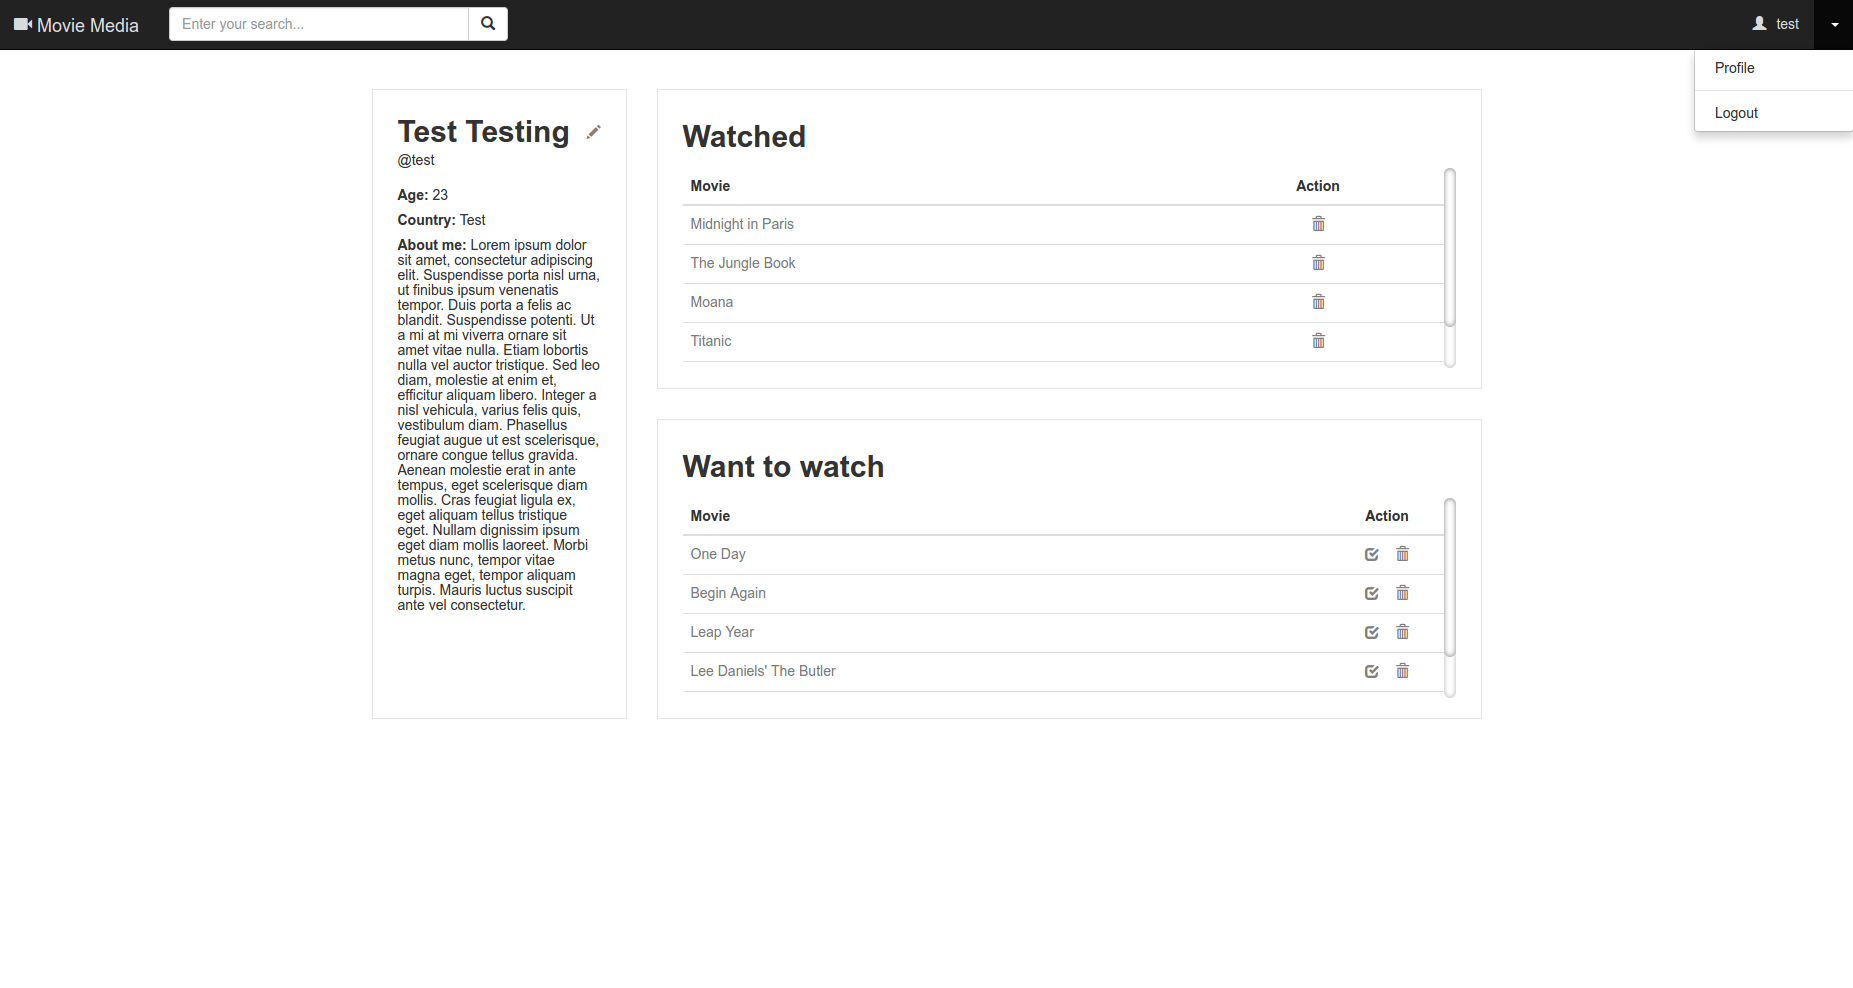 Movie Media
Enter your search...
test
Profile
Logout
Test Testing
@test
Age: 23
Country: Test
About me: Lorem ipsum dolor
sit amet, consectetur adipiscing
elit. Suspendisse porta nisl urna,
ut finibus ipsum venenatis
tempor. Duis porta a felis ac
blandit. Suspendisse potenti. Ut
a mi at mi viverra ornare sit
amet vitae nulla. Etiam lobortis
nulla vel auctor tristique. Sed leo
diam, molestie at enim et,
efficitur aliquam libero. Integer a
nisl vehicula, varius felis quis,
vestibulum diam. Phasellus
feugiat augue ut est scelerisque,
ornare congue tellus gravida.
Aenean molestie erat in ante
tempus, eget scelerisque diam
mollis. Cras feugiat ligula ex,
eget aliquam tellus tristique
eget. Nullam dignissim ipsum
eget diam mollis laoreet. Morbi
metus nunc, tempor vitae
magna eget, tempor aliquam
turpis. Mauris luctus suscipit
ante vel consectetur.
Watched
Movie Action
Midnight in Paris
The Jungle Book
Moana
Titanic
Want to watch
Movie Action
One Day
Begin Again
Leap Year
Lee Daniels' The Butler